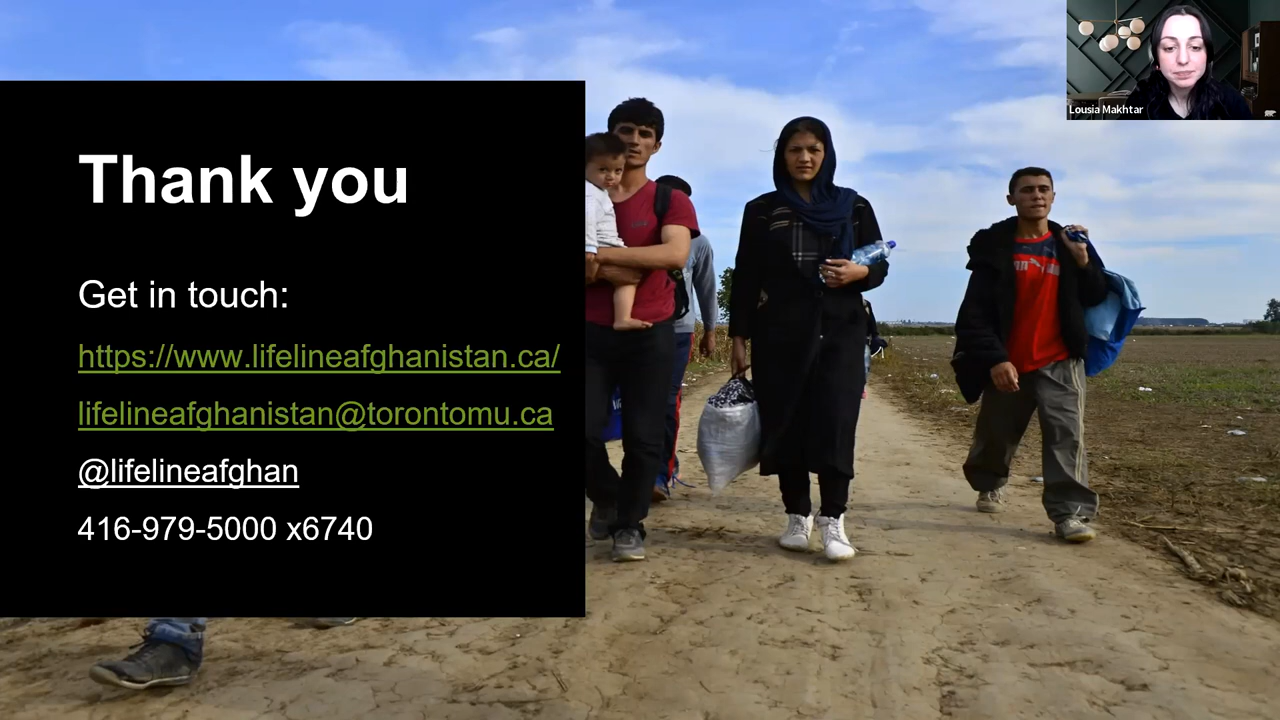 Lousia Makhtar
Thank you
Get in touch:
https://www.lifelineafghanistan.ca/
lifelineafghanistan@torontomu.ca
@lifelineafghan
416-979-5000 x6740